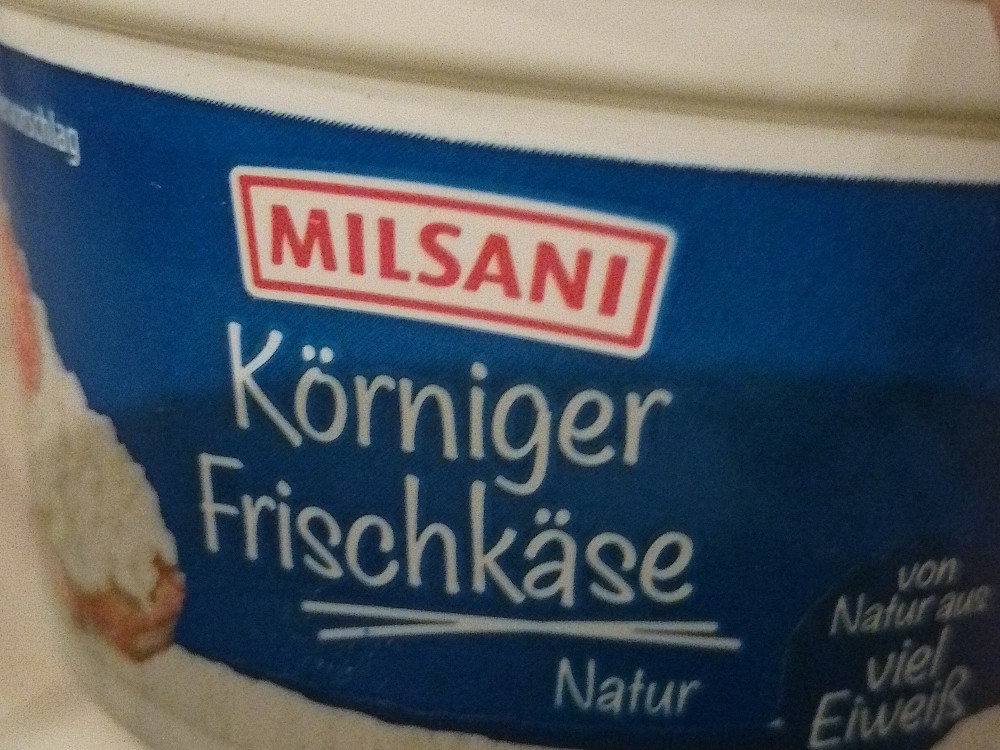 MILSANI
Körniger
Frischkäse
Natur
von
Natur aus
viel
Eiweiß